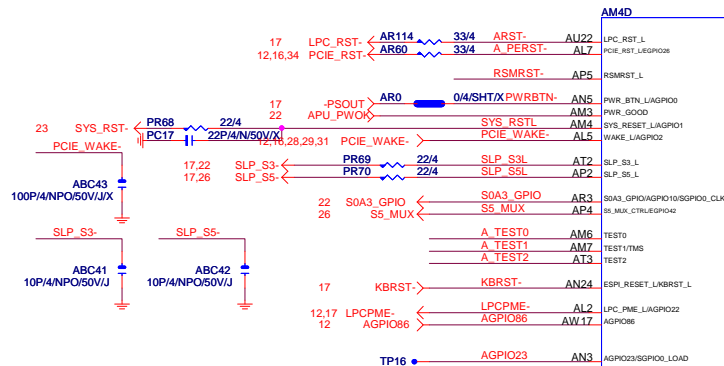 AM4D
17 LPC_RST- AR114 33/4 ARST- AU22 LPC_RST_L
12,16,34 PCIE_RST- AR60 33/4 A_PERST- AL7 PCIE_RST_L/EGPIO26
RSMRST- AP5 RSMRST_L
17 -PSOUT AR0 0/4/SHT/X PWRBTN- AN5 PWR_BTN_L/AGPIO0
22 APU_PWOK AM3 PWR_GOOD
23 SYS_RST- PR68 22/4 SYS_RSTL AM4 SYS_RESET_L/AGPIO1
PC17 22P/4/N/50V/X
12,16,28,29,31 PCIE_WAKE- PCIE_WAKE- AL5 WAKE_L/AGPIO2
PCIE_WAKE-
17,22 SLP_S3- PR69 22/4 SLP_S3L AT2 SLP_S3_L
17,26 SLP_S5- PR70 22/4 SLP_S5L AP2 SLP_S5_L
ABC43
100P/4/NPO/50V/J/X
22 S0A3_GPIO S0A3_GPIO AR3 S0A3_GPIO/AGPIO10/SGPIO0_CLK
26 S5_MUX S5_MUX AP4 S5_MUX_CTRL/EGPIO42
SLP_S3- SLP_S5-
A_TEST0 AM6 TEST0
A_TEST1 AM7 TEST1/TMS
A_TEST2 AT3 TEST2
ABC41 ABC42
10P/4/NPO/50V/J 10P/4/NPO/50V/J
17 KBRST- KBRST- AN24 ESPI_RESET_L/KBRST_L
12,17 LPCPME- LPCPME- AL2 LPC_PME_L/AGPIO22
12 AGPIO86 AGPIO86 AW17 AGPIO86
TP16 AGPIO23 AN3 AGPIO23/SGPIO0_LOAD